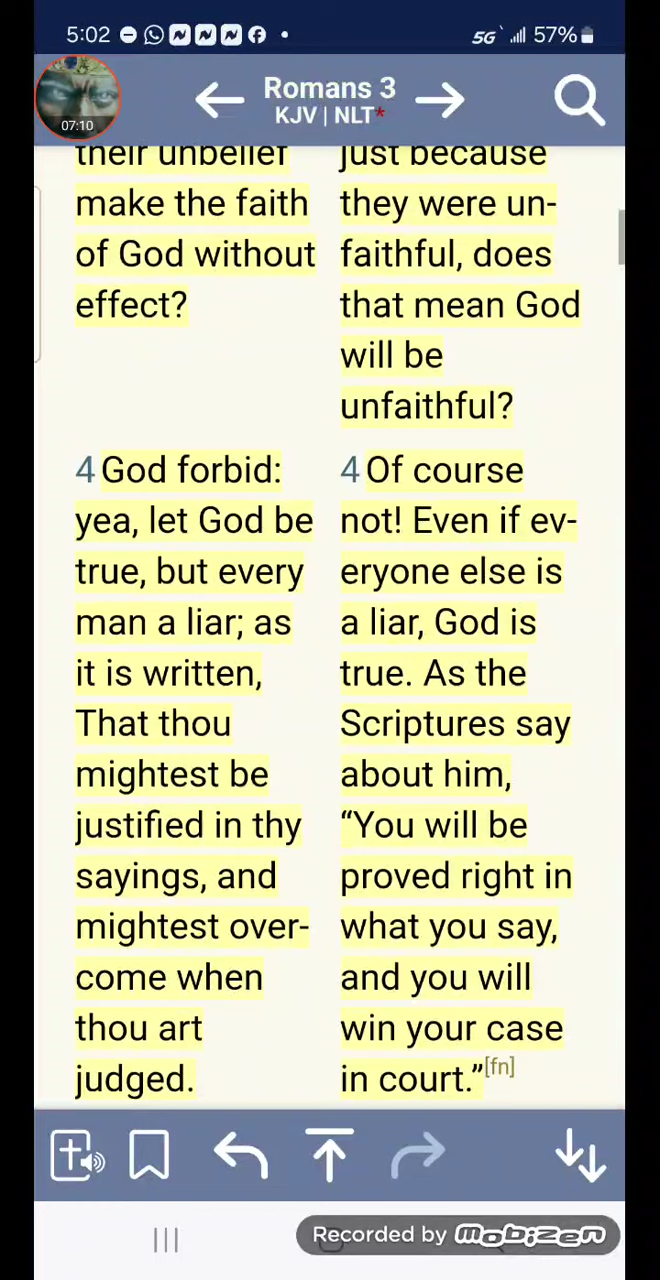 5:02
5G 57%
07:10
Romans 3
KJV | NLT*
their unbelief
make the faith
of God without
effect?
just because
they were un-
faithful, does
that mean God
will be
unfaithful?
4 God forbid:
yea, let God be
true, but every
man a liar; as
it is written,
That thou
mightest be
justified in thy
sayings, and
mightest over-
come when
thou art
judged.
4 Of course
not! Even if ev-
eryone else is
a liar, God is
true. As the
Scriptures say
about him,
“You will be
proved right in
what you say,
and you will
win your case
in court.”[fn]
Recorded by mobizen